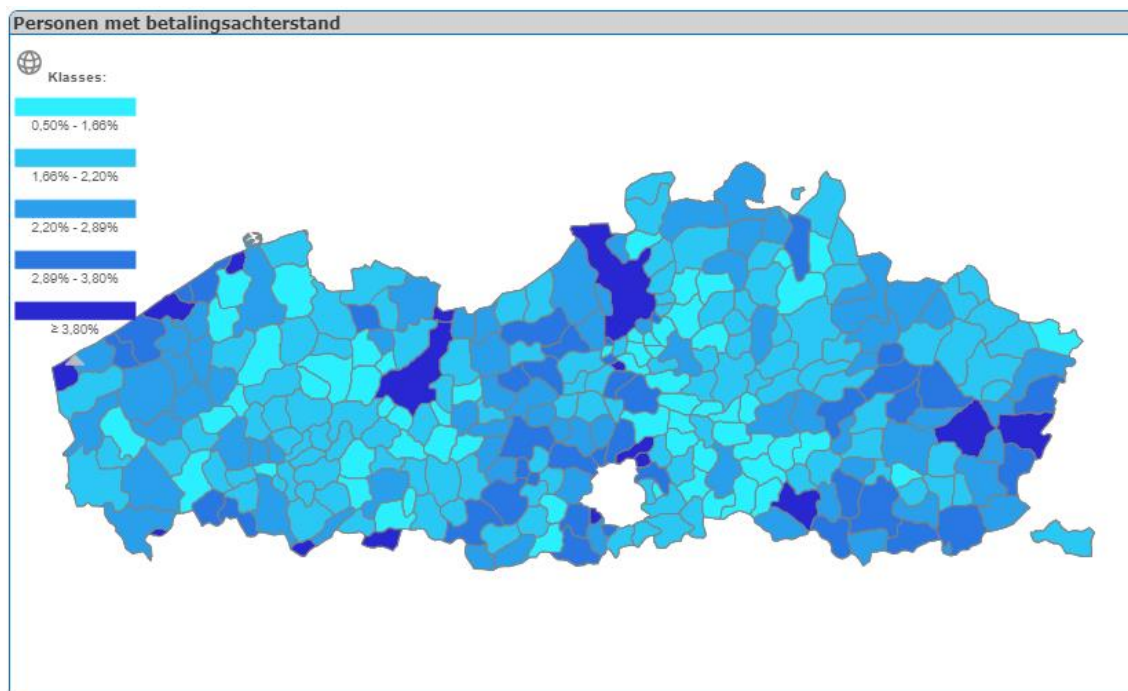 Personen met betalingsachterstand
Klasses:
0,50% - 1,66%
1,66% - 2,20%
2,20% - 2,89%
2,89% - 3,80%
≥ 3,80%